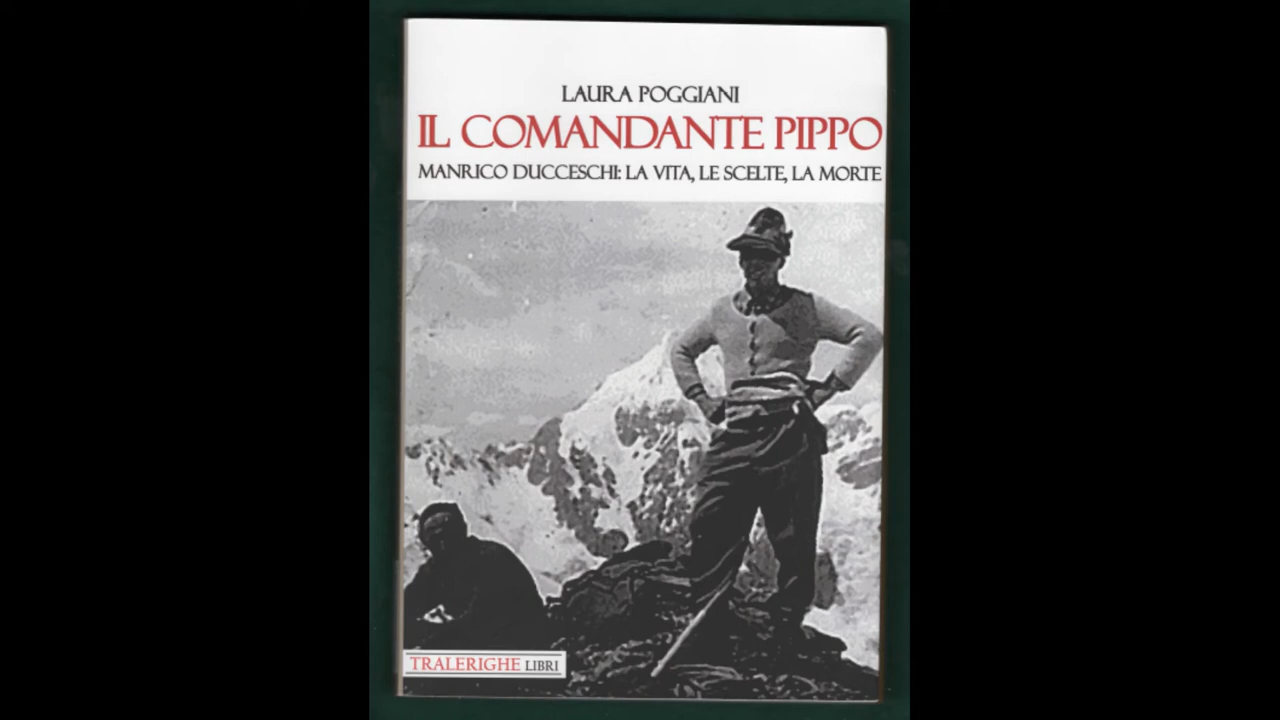 LAURA POGGIANI
IL COMANDANTE PIPPO
MANRICO DUCCESCHI: LA VITA, LE SCELTE, LA MORTE
TRALERIGHE LIBRI